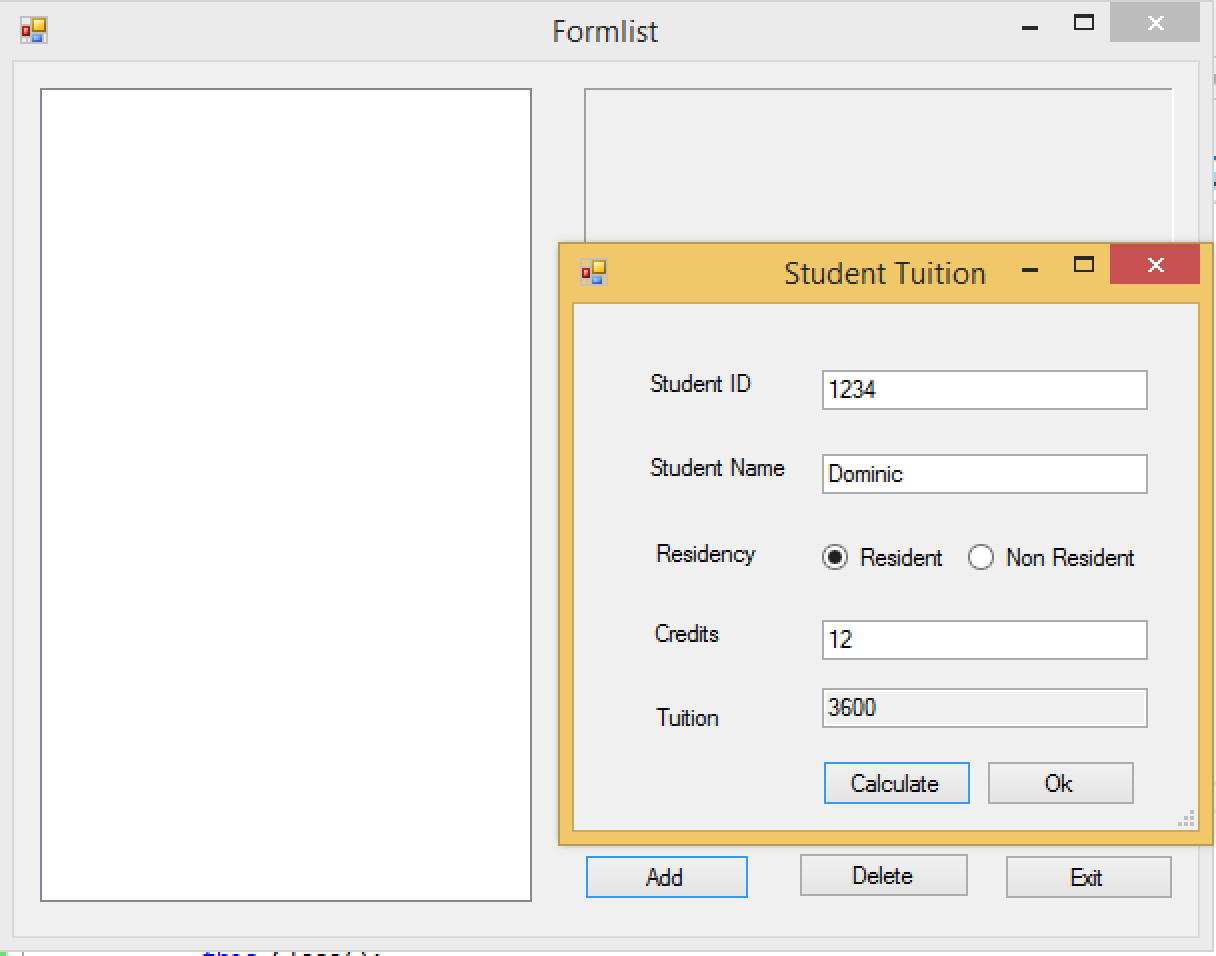 Formlist
Student Tuition
Student ID
1234
Student Name
Dominic
Residency
Resident
Non Resident
Credits
12
Tuition
3600
Calculate
Ok
Add
Delete
Exit